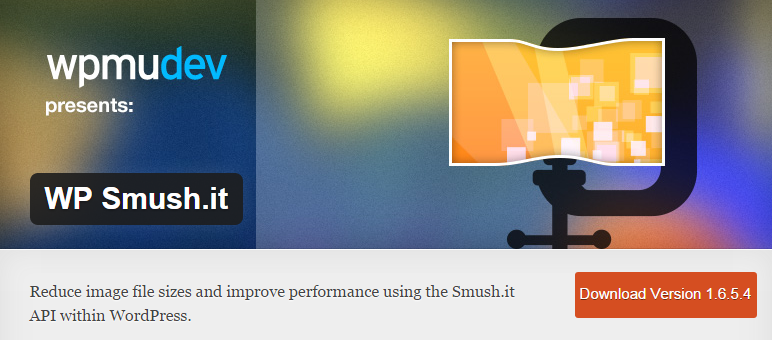 wpmudev
presents:
WP Smush.it
Reduce image file sizes and improve performance using the Smush.it
API within WordPress.
Download Version 1.6.5.4